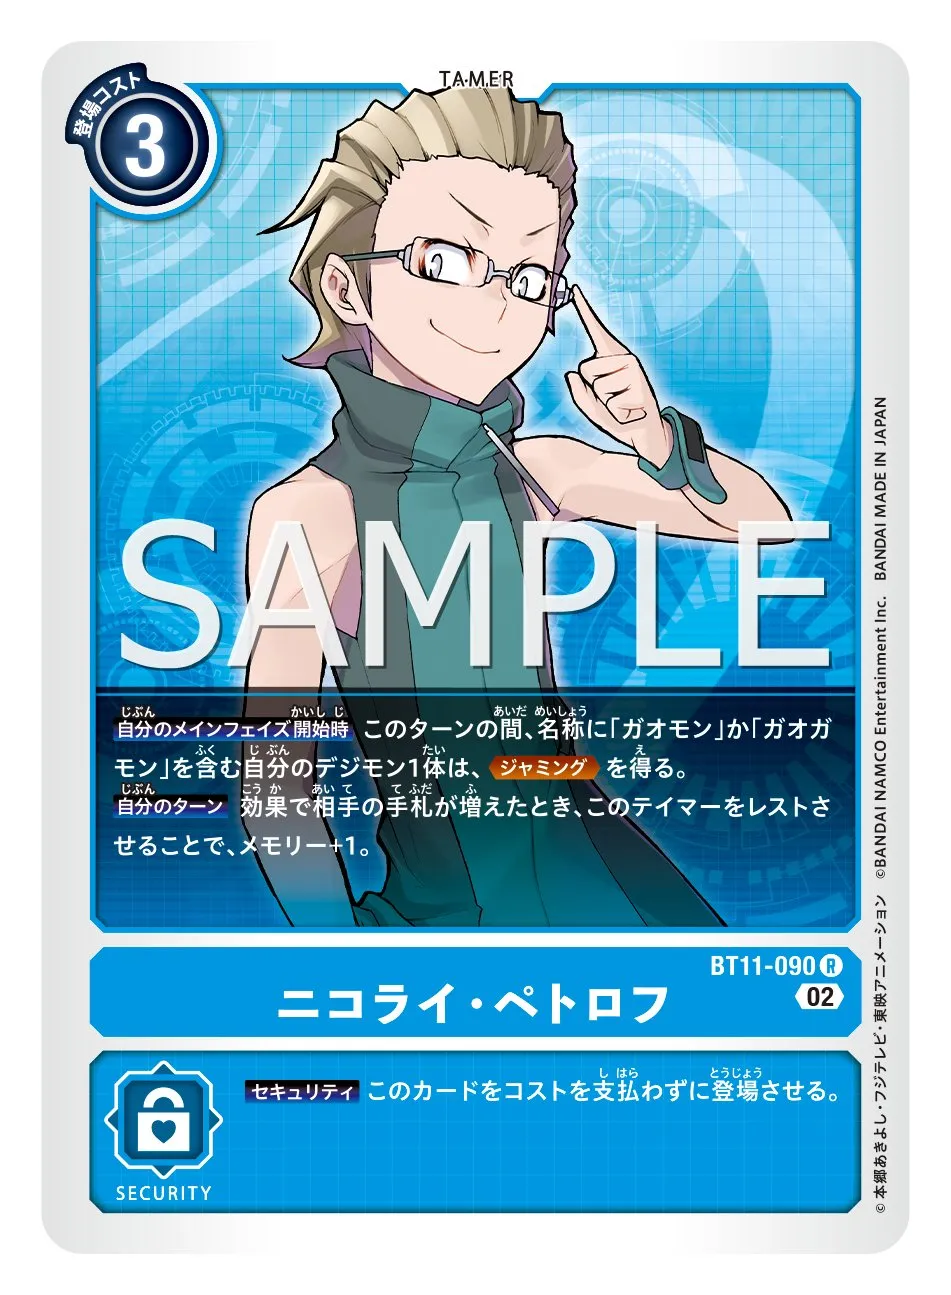 TAMER
登場コスト
3
SAMPLE
自分のメインフェイズ開始時 このターンの間、名称に「ガオモン」か「ガオガ
モン」を含む自分のデジモン1体は、ジャミング を得る。
自分のターン 効果で相手の手札が増えたとき、このテイマーをレストさ
せることで、メモリー+1。
BT11-090 R
ニコライ・ペトロフ
02
セキュリティ このカードをコストを支払わずに登場させる。
SECURITY
©本郷あきよし・フジテレビ・東映アニメーション ©BANDAI NAMCO Entertainment Inc. BANDAI MADE IN JAPAN